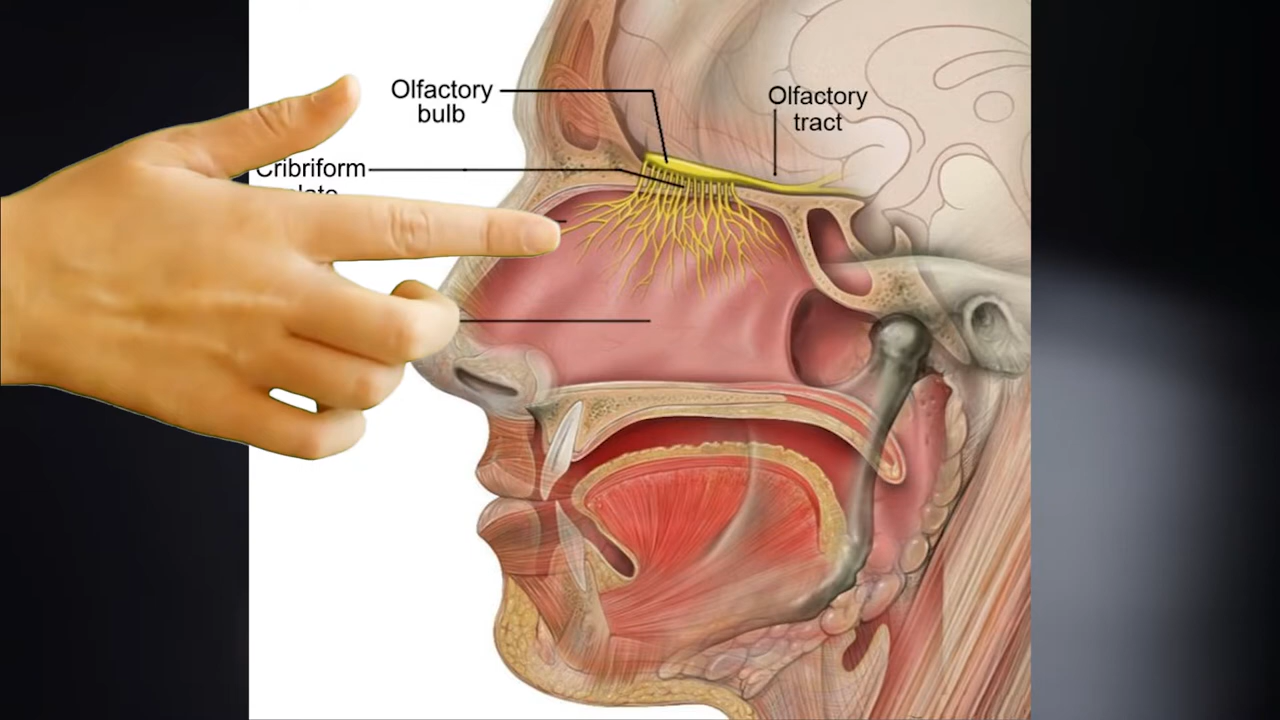 Olfactory
bulb
Olfactory
tract
Cribriform